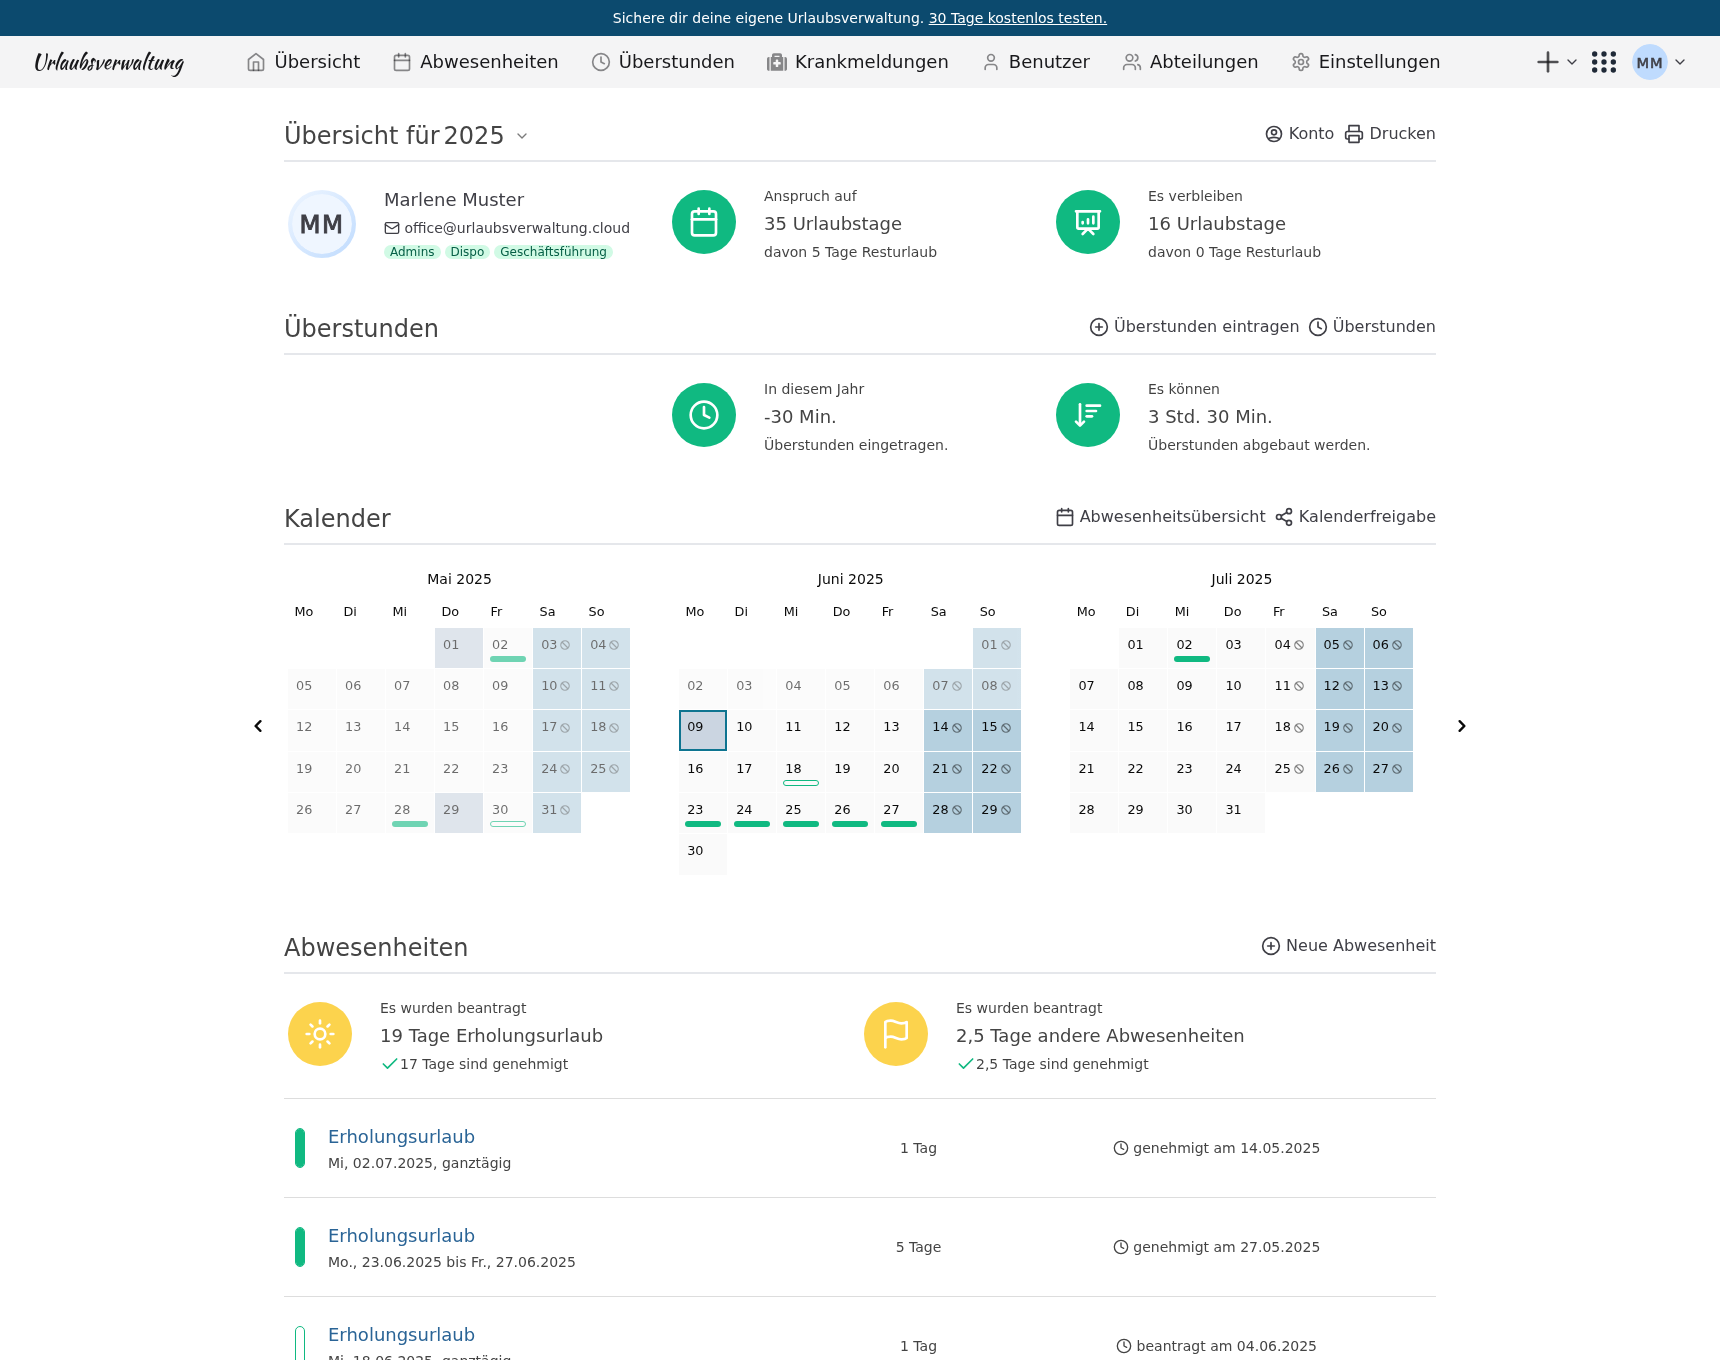 Sichere dir deine eigene Urlaubsverwaltung. 30 Tage kostenlos testen.
Urlaubsverwaltung Übersicht Abwesenheiten Überstunden Krankmeldungen Benutzer Abteilungen Einstellungen MM
Übersicht für 2025 Konto Drucken
MM
Marlene Muster
office@urlaubsverwaltung.cloud
Admins Dispo Geschäftsführung
Anspruch auf
35 Urlaubstage
davon 5 Tage Resturlaub
Es verbleiben
16 Urlaubstage
davon 0 Tage Resturlaub
Überstunden Überstunden eintragen Überstunden
In diesem Jahr
-30 Min.
Überstunden eingetragen.
Es können
3 Std. 30 Min.
Überstunden abgebaut werden.
Kalender Abwesenheitsübersicht Kalenderfreigabe
Mai 2025
Mo Di Mi Do Fr Sa So
01 02 03 04
05 06 07 08 09 10 11
12 13 14 15 16 17 18
19 20 21 22 23 24 25
26 27 28 29 30 31
Juni 2025
Mo Di Mi Do Fr Sa So
01
02 03 04 05 06 07 08
09 10 11 12 13 14 15
16 17 18 19 20 21 22
23 24 25 26 27 28 29
30
Juli 2025
Mo Di Mi Do Fr Sa So
01 02 03 04 05 06
07 08 09 10 11 12 13
14 15 16 17 18 19 20
21 22 23 24 25 26 27
28 29 30 31
Abwesenheiten Neue Abwesenheit
Es wurden beantragt
19 Tage Erholungsurlaub
17 Tage sind genehmigt
Es wurden beantragt
2,5 Tage andere Abwesenheiten
2,5 Tage sind genehmigt
Erholungsurlaub
Mi, 02.07.2025, ganztägig
1 Tag
genehmigt am 14.05.2025
Erholungsurlaub
Mo., 23.06.2025 bis Fr., 27.06.2025
5 Tage
genehmigt am 27.05.2025
Erholungsurlaub
Mi, 18.06.2025, ganztägig
1 Tag
beantragt am 04.06.2025